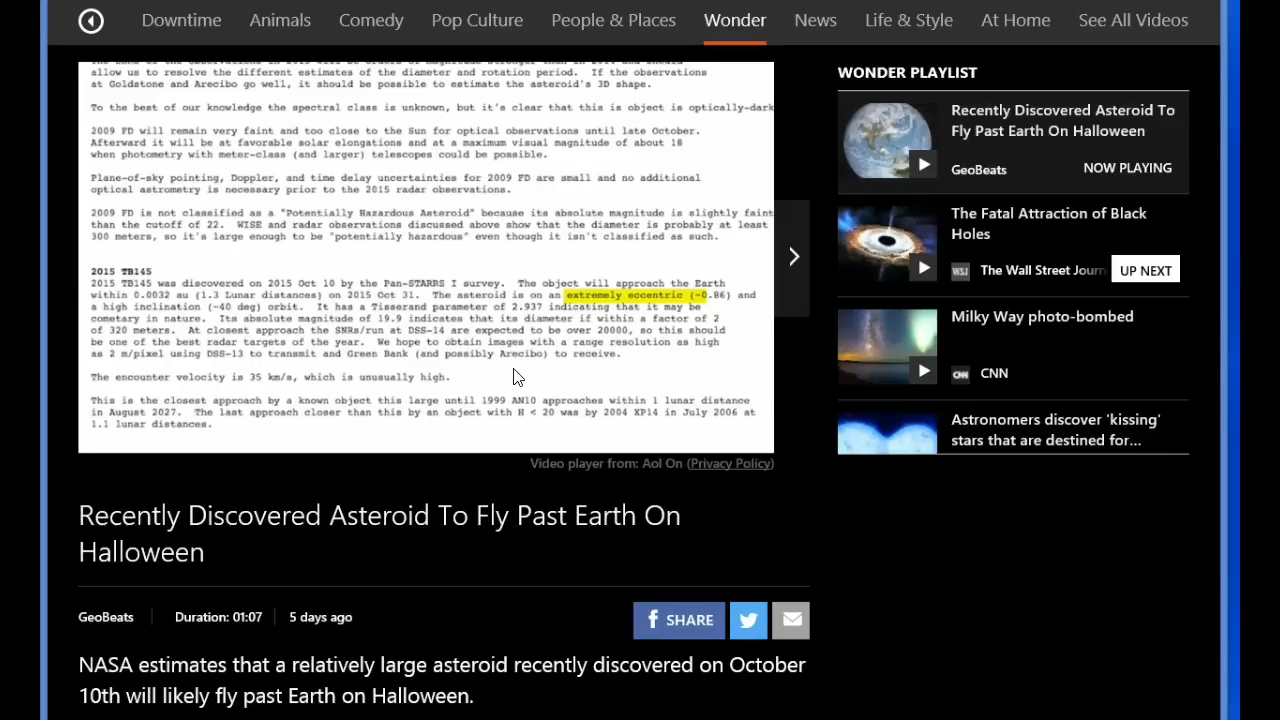 Downtime Animals Comedy Pop Culture People & Places Wonder News Life & Style At Home See All Videos
allow us to resolve the different estimates of the diameter and rotation period. If the observations
at Goldstone and Arecibo go well, it should be possible to estimate the asteroid's 3D shape.
To the best of our knowledge the spectral class is unknown, but it's clear that this is object is optically-dark
2009 FD will remain very faint and too close to the Sun for optical observations until late October.
Afterward it will be at favorable solar elongations and at a maximum visual magnitude of about 18
when photometry with meter-class (and larger) telescopes could be possible.
Plane-of-sky pointing, Doppler, and time delay uncertainties for 2009 FD are small and no additional
optical astrometry is necessary prior to the 2015 radar observations.
2009 FD is not classified as a "Potentially Hazardous Asteroid" because its absolute magnitude is slightly faint
than the cutoff of 22. WISE and radar observations discussed above show that the diameter is probably at least
300 meters, so it's large enough to be "potentially hazardous" even though it isn't classified as such.
2015 TB145
2015 TB145 was discovered on 2015 Oct 10 by the Pan-STARRS I survey. The object will approach the Earth
within 0.0032 au (1.3 Lunar distances) on 2015 Oct 31. The asteroid is on an extremely eccentric (~0.86) and
a high inclination (~40 deg) orbit. It has a Tisserand parameter of 2.937 indicating that it may be
cometary in nature. Its absolute magnitude of 19.9 indicates that its diameter if within a factor of 2
of 320 meters. At closest approach the SNRs/run at DSS-14 are expected to be over 20000, so this should
be one of the best radar targets of the year. We hope to obtain images with a range resolution as high
as 2 m/pixel using DSS-13 to transmit and Green Bank (and possibly Arecibo) to receive.
The encounter velocity is 35 km/s, which is unusually high.
This is the closest approach by a known object this large until 1999 AN10 approaches within 1 lunar distance
in August 2027. The last approach closer than this by an object with H < 20 was by 2004 XP14 in July 2006 at
1.1 lunar distances.
Video player from: Aol On (Privacy Policy)
Recently Discovered Asteroid To Fly Past Earth On
Halloween
GeoBeats Duration: 01:07 5 days ago
f SHARE
NASA estimates that a relatively large asteroid recently discovered on October
10th will likely fly past Earth on Halloween.
WONDER PLAYLIST
Recently Discovered Asteroid To
Fly Past Earth On Halloween
GeoBeats NOW PLAYING
The Fatal Attraction of Black
Holes
WSJ The Wall Street Journ UP NEXT
Milky Way photo-bombed
CNN CNN
Astronomers discover 'kissing'
stars that are destined for...